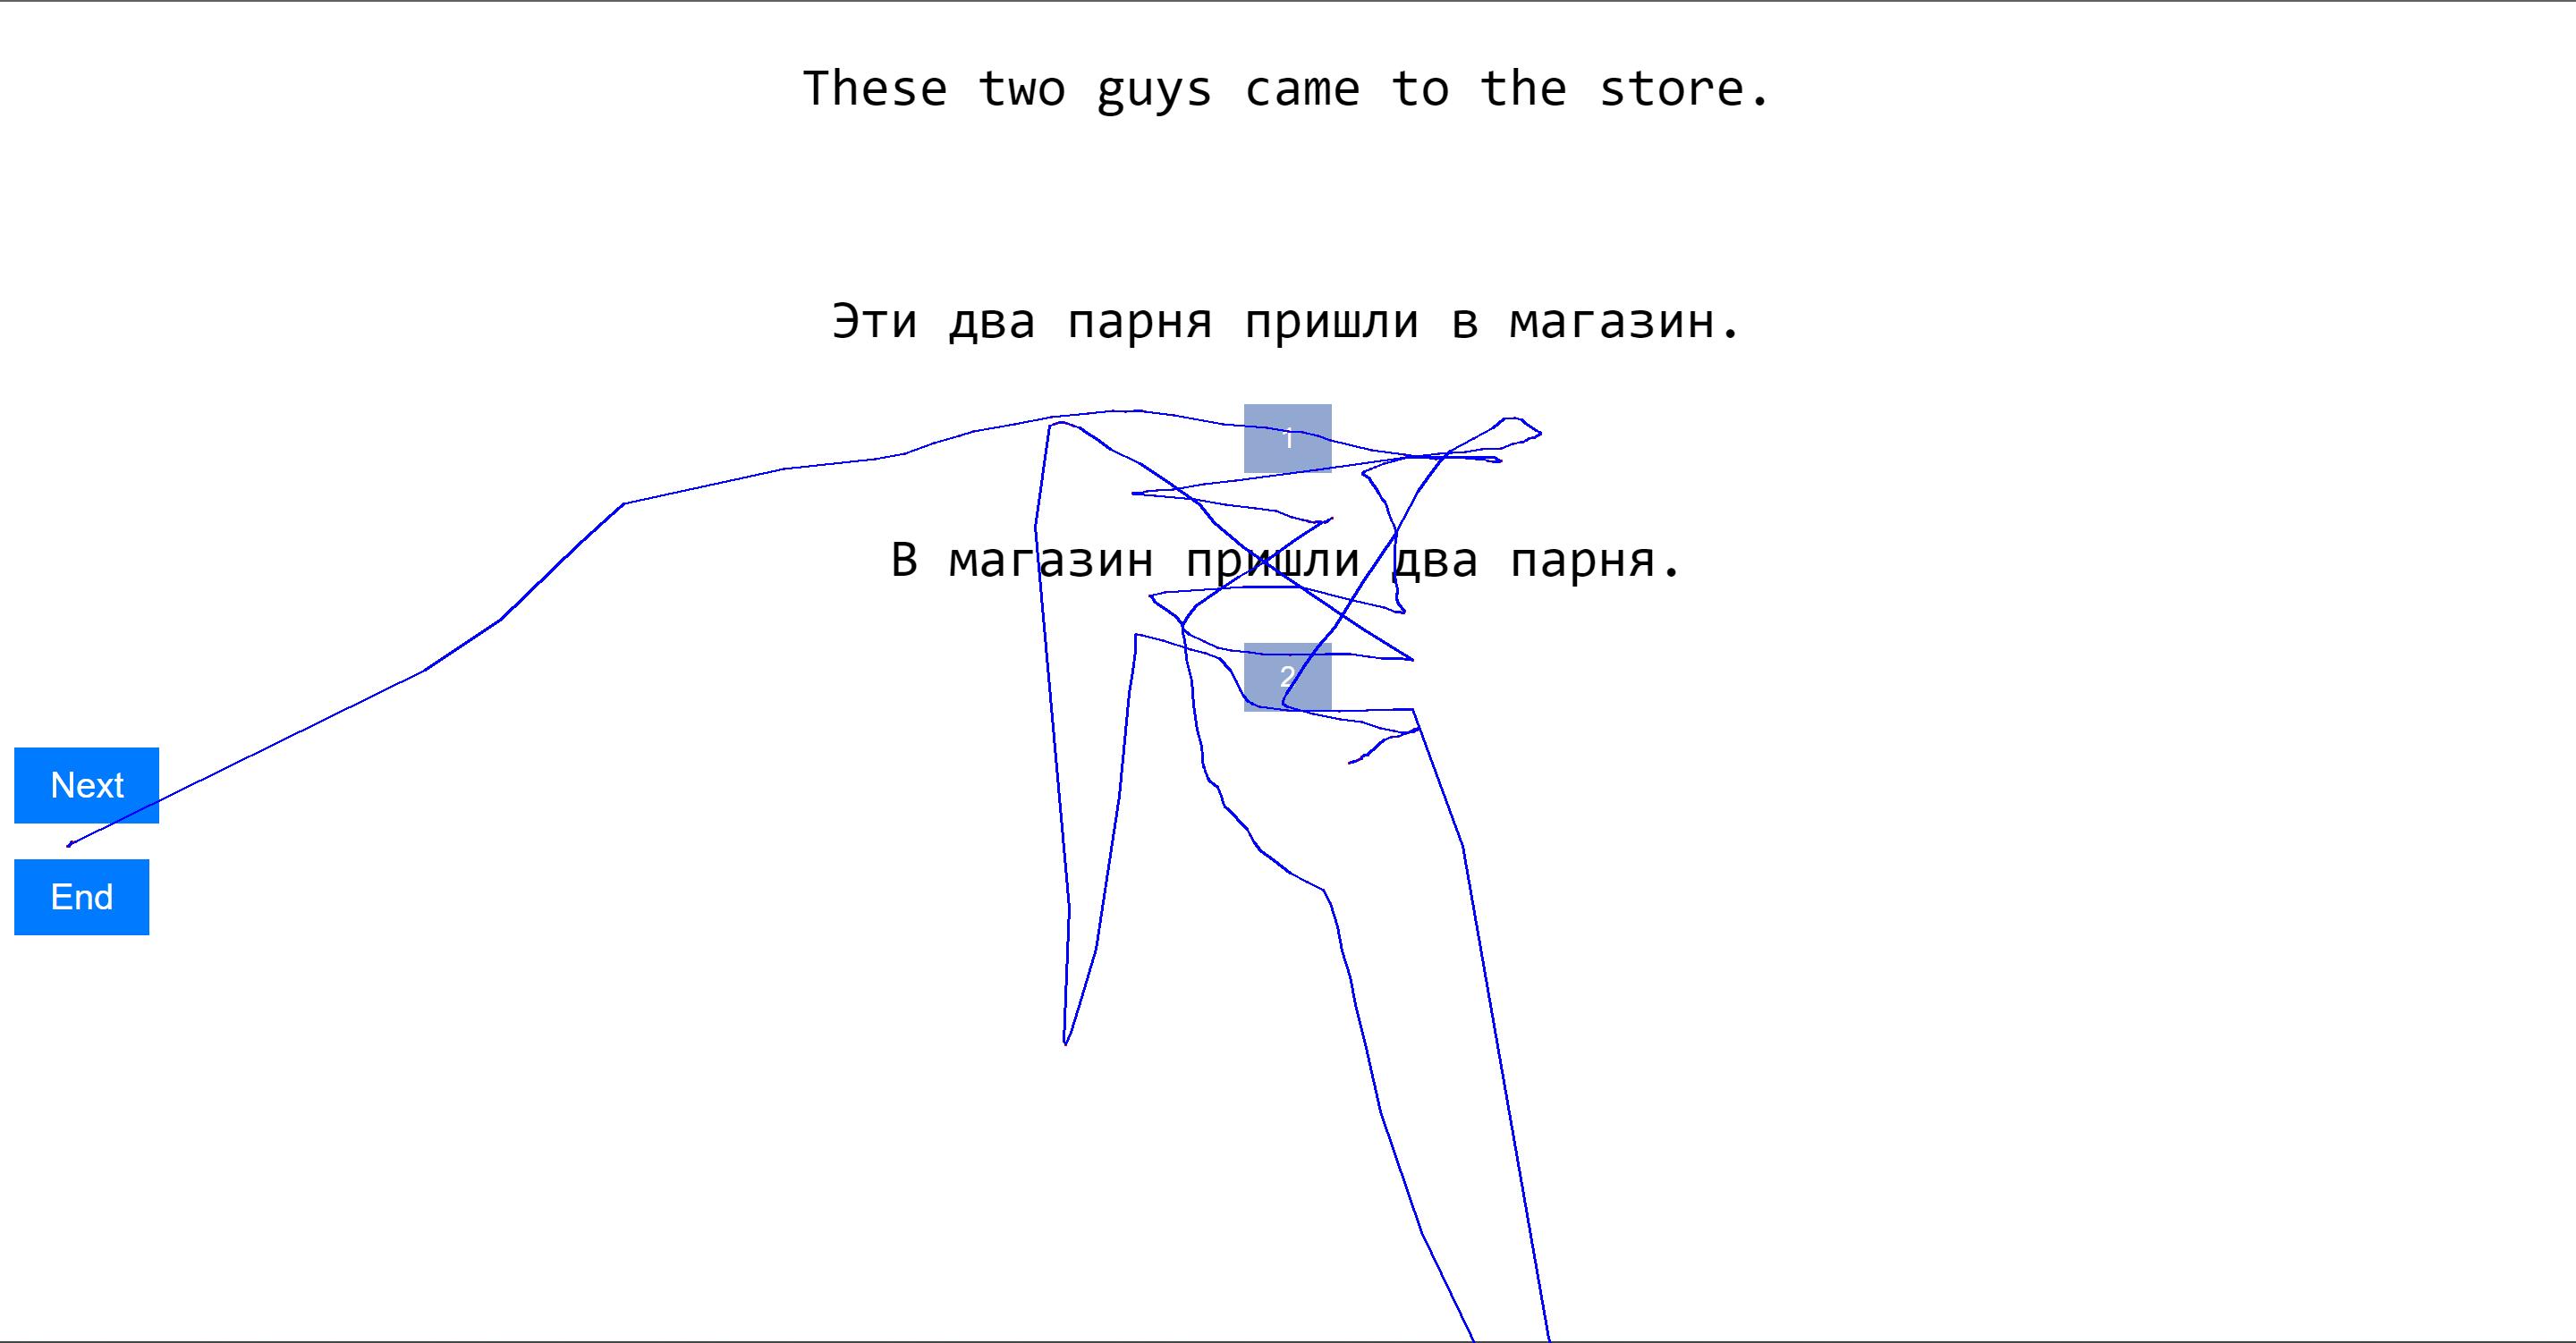 These two guys came to the store.
Эти два парня пришли в магазин.
1
В магазин пришли два парня.
2
Next
End